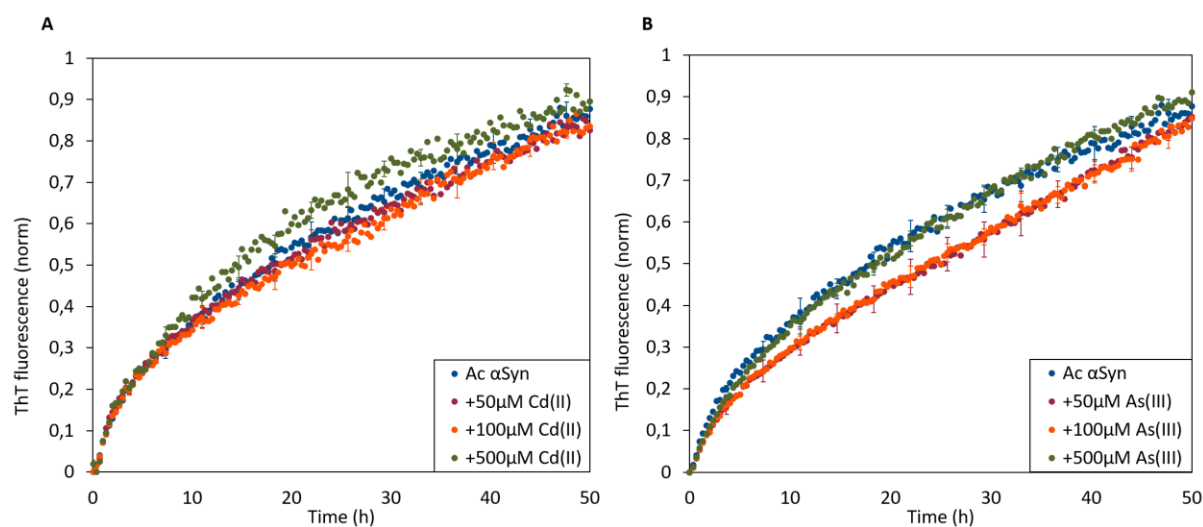 A
ThT fluorescence (norm)
1
0,9
0,8
0,7
0,6
0,5
0,4
0,3
0,2
0,1
0
0 10 20 30 40 50
Time (h)
Ac αSyn
+50μM Cd(II)
+100μM Cd(II)
+500μM Cd(II)
B
ThT fluorescence (norm)
1
0,9
0,8
0,7
0,6
0,5
0,4
0,3
0,2
0,1
0
0 10 20 30 40 50
Time (h)
Ac αSyn
+50μM As(III)
+100μM As(III)
+500μM As(III)